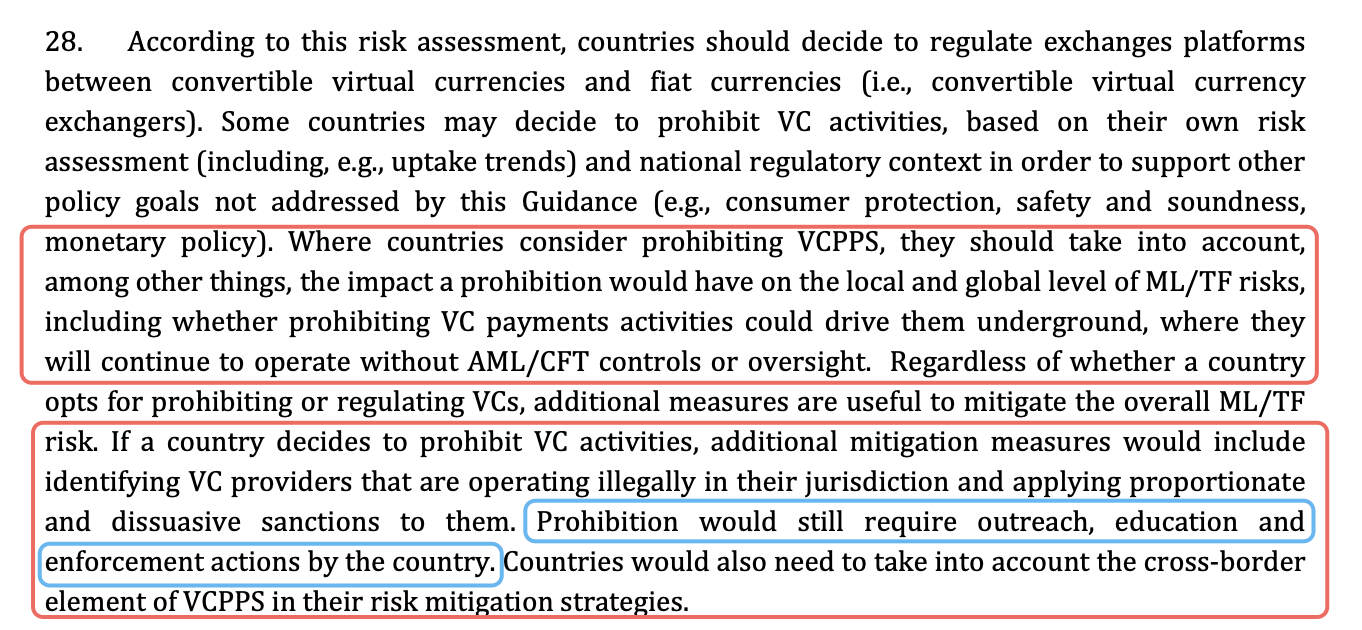 28. According to this risk assessment, countries should decide to regulate exchanges platforms
between convertible virtual currencies and fiat currencies (i.e., convertible virtual currency
exchangers). Some countries may decide to prohibit VC activities, based on their own risk
assessment (including, e.g., uptake trends) and national regulatory context in order to support other
policy goals not addressed by this Guidance (e.g., consumer protection, safety and soundness,
monetary policy). Where countries consider prohibiting VCPPS, they should take into account,
among other things, the impact a prohibition would have on the local and global level of ML/TF risks,
including whether prohibiting VC payments activities could drive them underground, where they
will continue to operate without AML/CFT controls or oversight. Regardless of whether a country
opts for prohibiting or regulating VCs, additional measures are useful to mitigate the overall ML/TF
risk. If a country decides to prohibit VC activities, additional mitigation measures would include
identifying VC providers that are operating illegally in their jurisdiction and applying proportionate
and dissuasive sanctions to them. Prohibition would still require outreach, education and
enforcement actions by the country. Countries would also need to take into account the cross-border
element of VCPPS in their risk mitigation strategies.